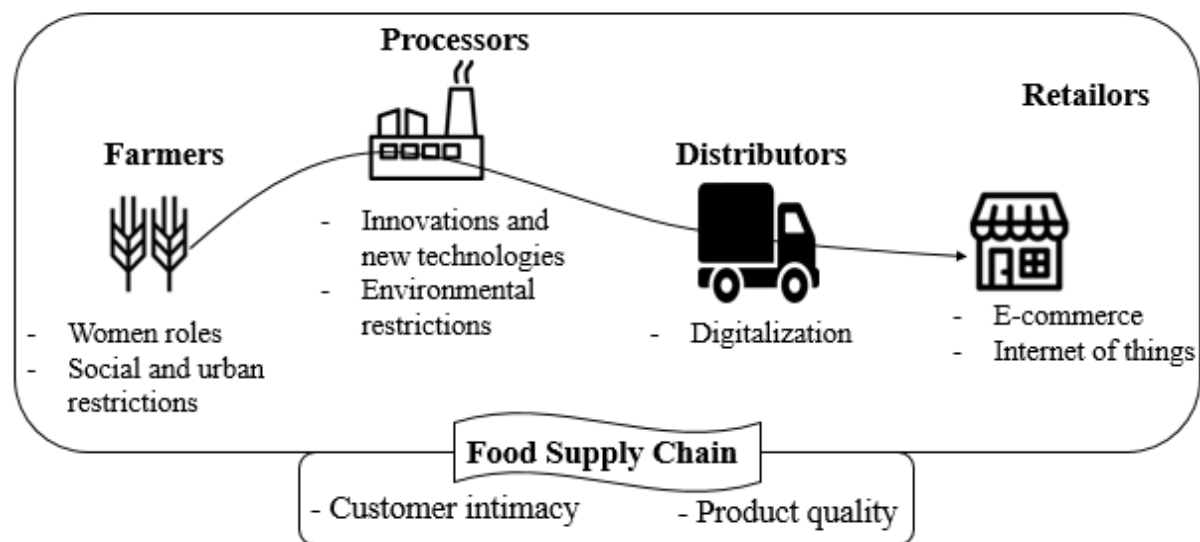 Processors
Retailors
Farmers
Distributors
- Innovations and
new technologies
- Environmental
restrictions
- Women roles
- Social and urban
restrictions
- Digitalization
- E-commerce
- Internet of things
Food Supply Chain
- Customer intimacy
- Product quality